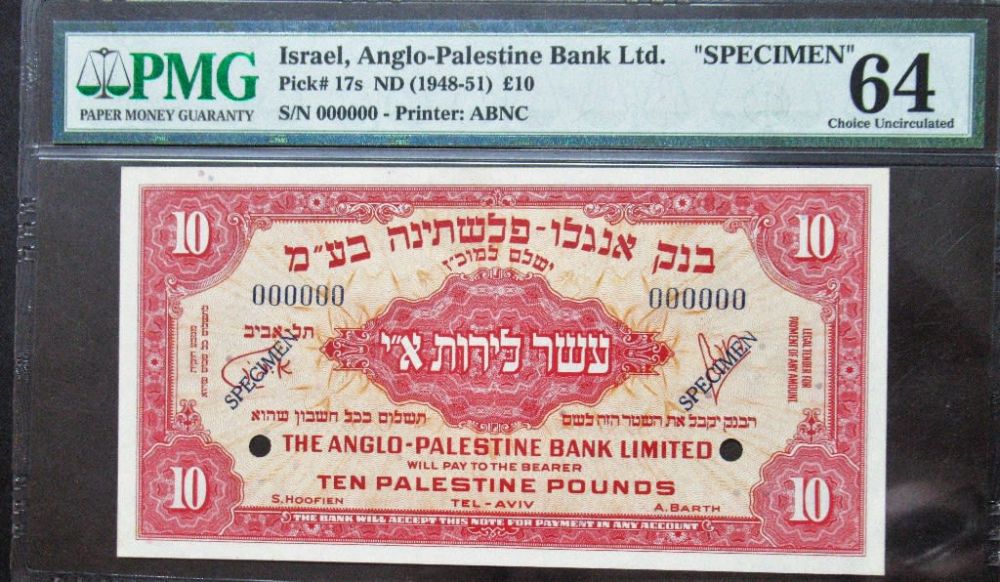 PMG
PAPER MONEY GUARANTY
Israel, Anglo-Palestine Bank Ltd. "SPECIMEN"
Pick# 17s ND (1948-51) £10
S/N 000000 - Printer: ABNC
64
Choice Uncirculated
10
10
בנק אנגלו-פלשתינה בע"מ
ישלם למוכ"ז
000000
000000
תל-אביב
עשר לירות א"י
SPECIMEN
SPECIMEN
LEGAL TENDER FOR
PAYMENT OF ANY AMOUNT
הבנק יקבל את השטר הזה לשם
תשלום בכל חשבון שהוא
THE ANGLO-PALESTINE BANK LIMITED
WILL PAY TO THE BEARER
TEN PALESTINE POUNDS
S. HOOFIEN
TEL-AVIV
A. BARTH
10
10
THE BANK WILL ACCEPT THIS NOTE FOR PAYMENT IN ANY ACCOUNT